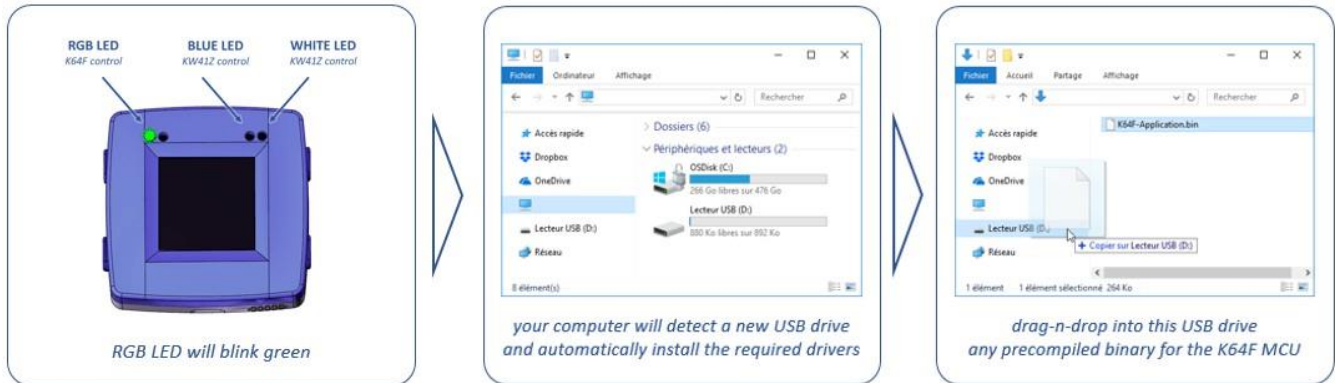 RGB LED
K64F control
BLUE LED
KW41Z control
WHITE LED
KW41Z control
RGB LED will blink green
Fichier Ordinateur Affichage
Rechercher
Accès rapide
Dropbox
OneDrive
Lecteur USB (D:)
Réseau
Dossiers (6)
Périphériques et lecteurs (2)
OSDisk (C:)
266 Go libres sur 476 Go
Lecteur USB (D:)
880 Ko libres sur 892 Ko
8 élément(s)
your computer will detect a new USB drive
and automatically install the required drivers
Fichier Accueil Partage Affichage
Rechercher
Accès rapide
Dropbox
OneDrive
Lecteur USB (D:)
Réseau
K64F-Application.bin
+ Copier sur Lecteur USB (D:)
1 élément 1 élément sélectionné 264 Ko
drag-n-drop into this USB drive
any precompiled binary for the K64F MCU